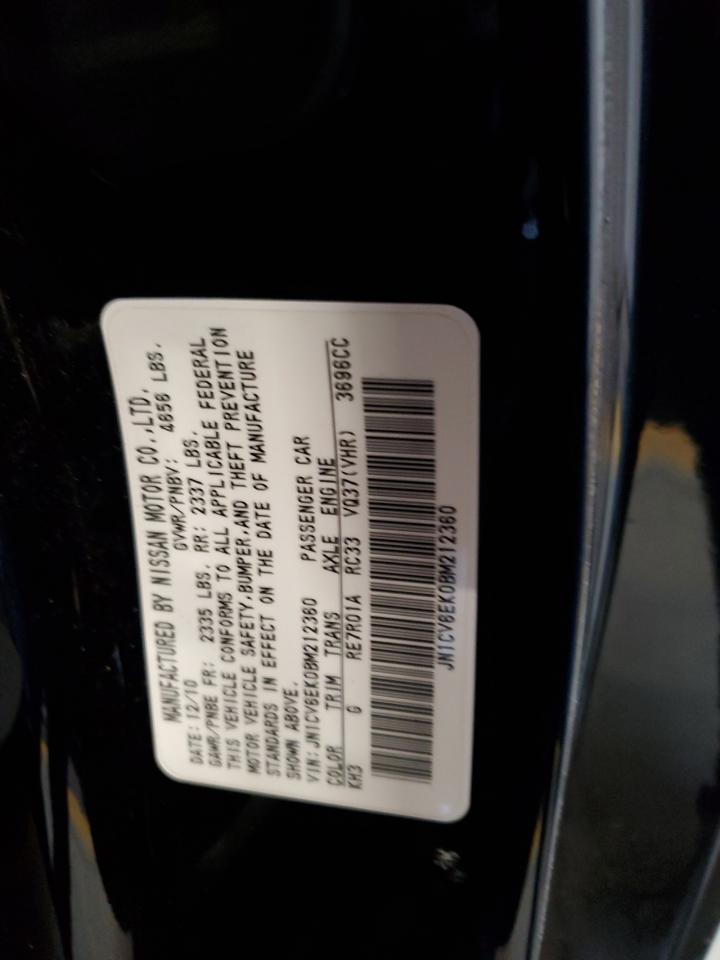 MANUFACTURED BY NISSAN MOTOR CO.,LTD.
DATE:12/10 GVWR/PNBV: 4656 LBS.
GAWR/PNBE FR: 2335 LBS. RR: 2337 LBS.
THIS VEHICLE CONFORMS TO ALL APPLICABLE FEDERAL
MOTOR VEHICLE SAFETY,BUMPER,AND THEFT PREVENTION
STANDARDS IN EFFECT ON THE DATE OF MANUFACTURE
SHOWN ABOVE.
VIN:JN1CV6EK0BM212360 PASSENGER CAR
COLOR TRIM TRANS AXLE ENGINE
KH3 G RE7R01A RC33 VQ37(VHR) 3696CC
JN1CV6EK0BM212360